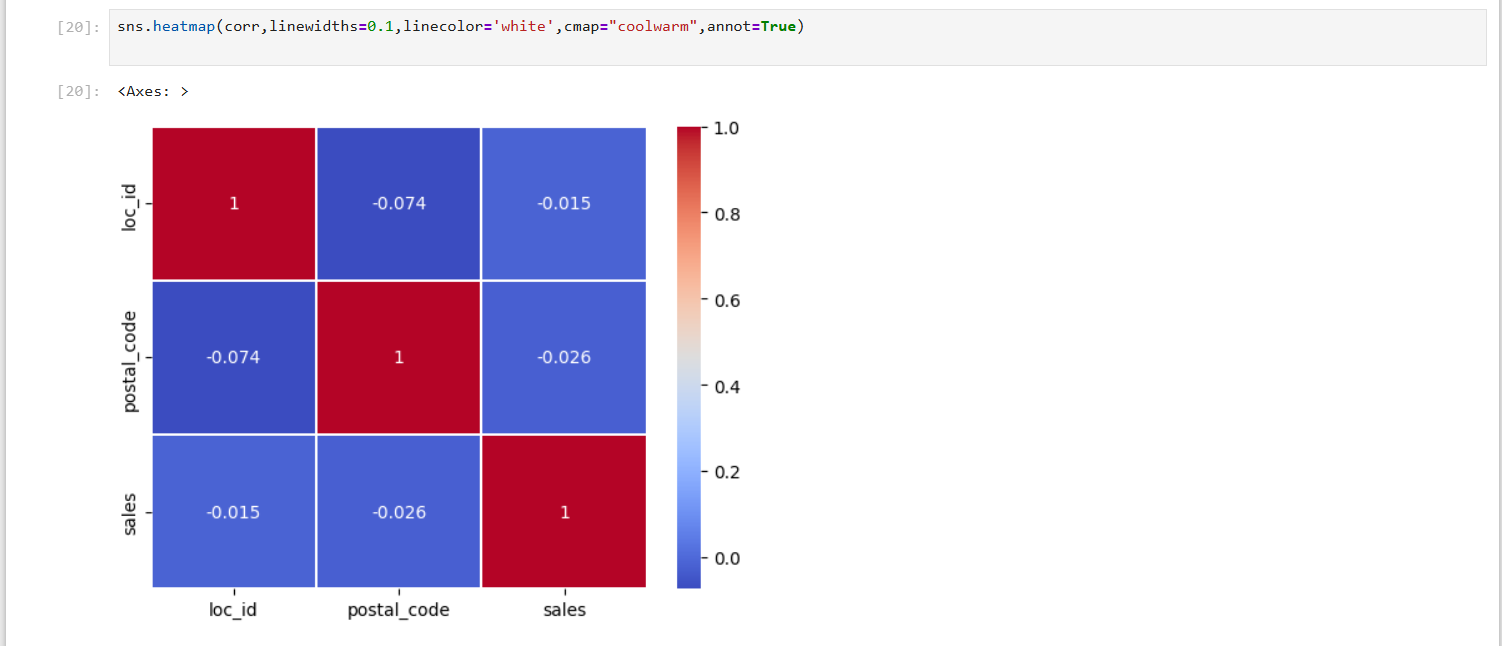 [20]: sns.heatmap(corr,linewidths=0.1,linecolor='white',cmap="coolwarm",annot=True)
[20]: <Axes: >
1.0
0.8
0.6
0.4
0.2
0.0
loc_id
1 -0.074 -0.015
postal_code
-0.074 1 -0.026
sales
-0.015 -0.026 1
loc_id postal_code sales